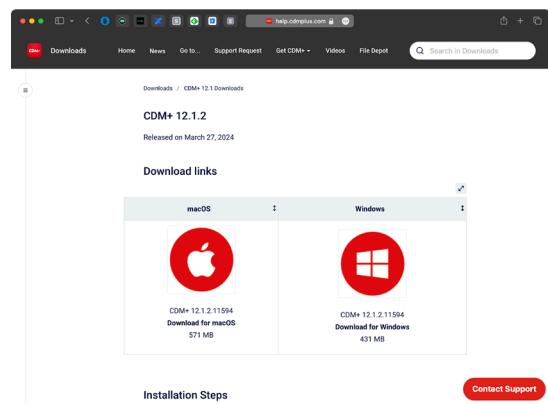 help.cdmplus.com
CDM+
Downloads
Home
News
Go to...
Support Request
Get CDM+
Videos
File Depot
Search in Downloads
Downloads / CDM+ 12.1 Downloads
CDM+ 12.1.2
Released on March 27, 2024
Download links
macOS
Windows
CDM+ 12.1.2.11594
Download for macOS
571 MB
CDM+ 12.1.2.11594
Download for Windows
431 MB
Installation Steps
Contact Support